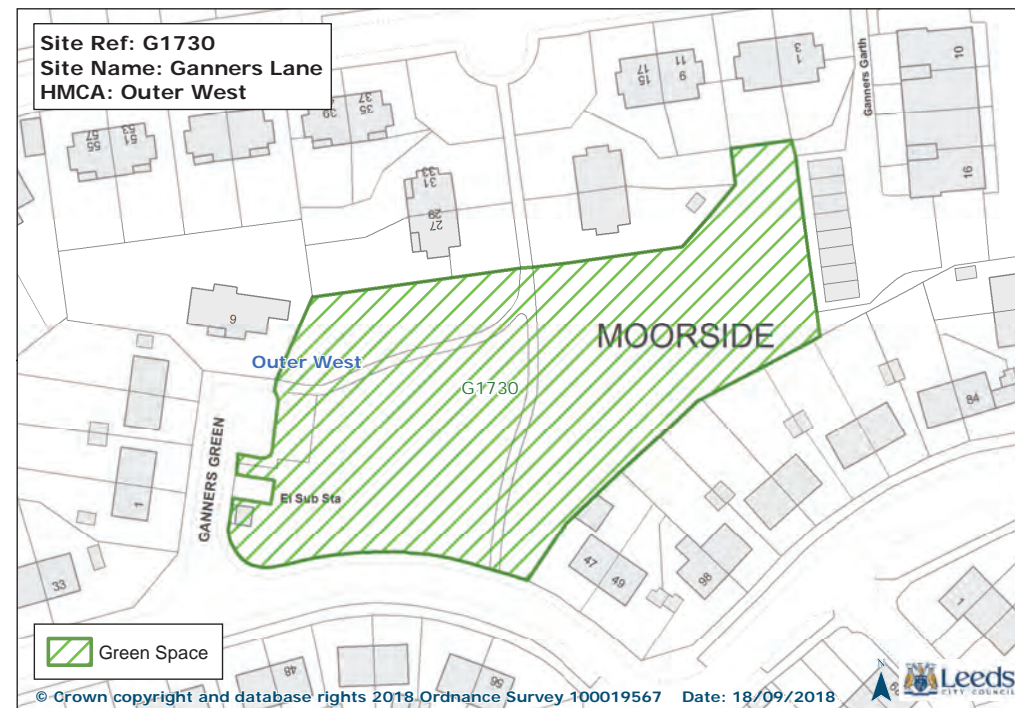 Site Ref: G1730
Site Name: Ganners Lane
HMCA: Outer West
55
57
51
53
39
35
37
15
17
11
9
3
1
Ganners Garth
10
16
33
31
29
27
9
Outer West
MOORSIDE
G1730
GANNERS GREEN
El Sub Sta
1
33
84
47
49
98
1
48
56
Green Space
© Crown copyright and database rights 2018 Ordnance Survey 100019567 Date: 18/09/2018
N
Leeds
CITY COUNCIL